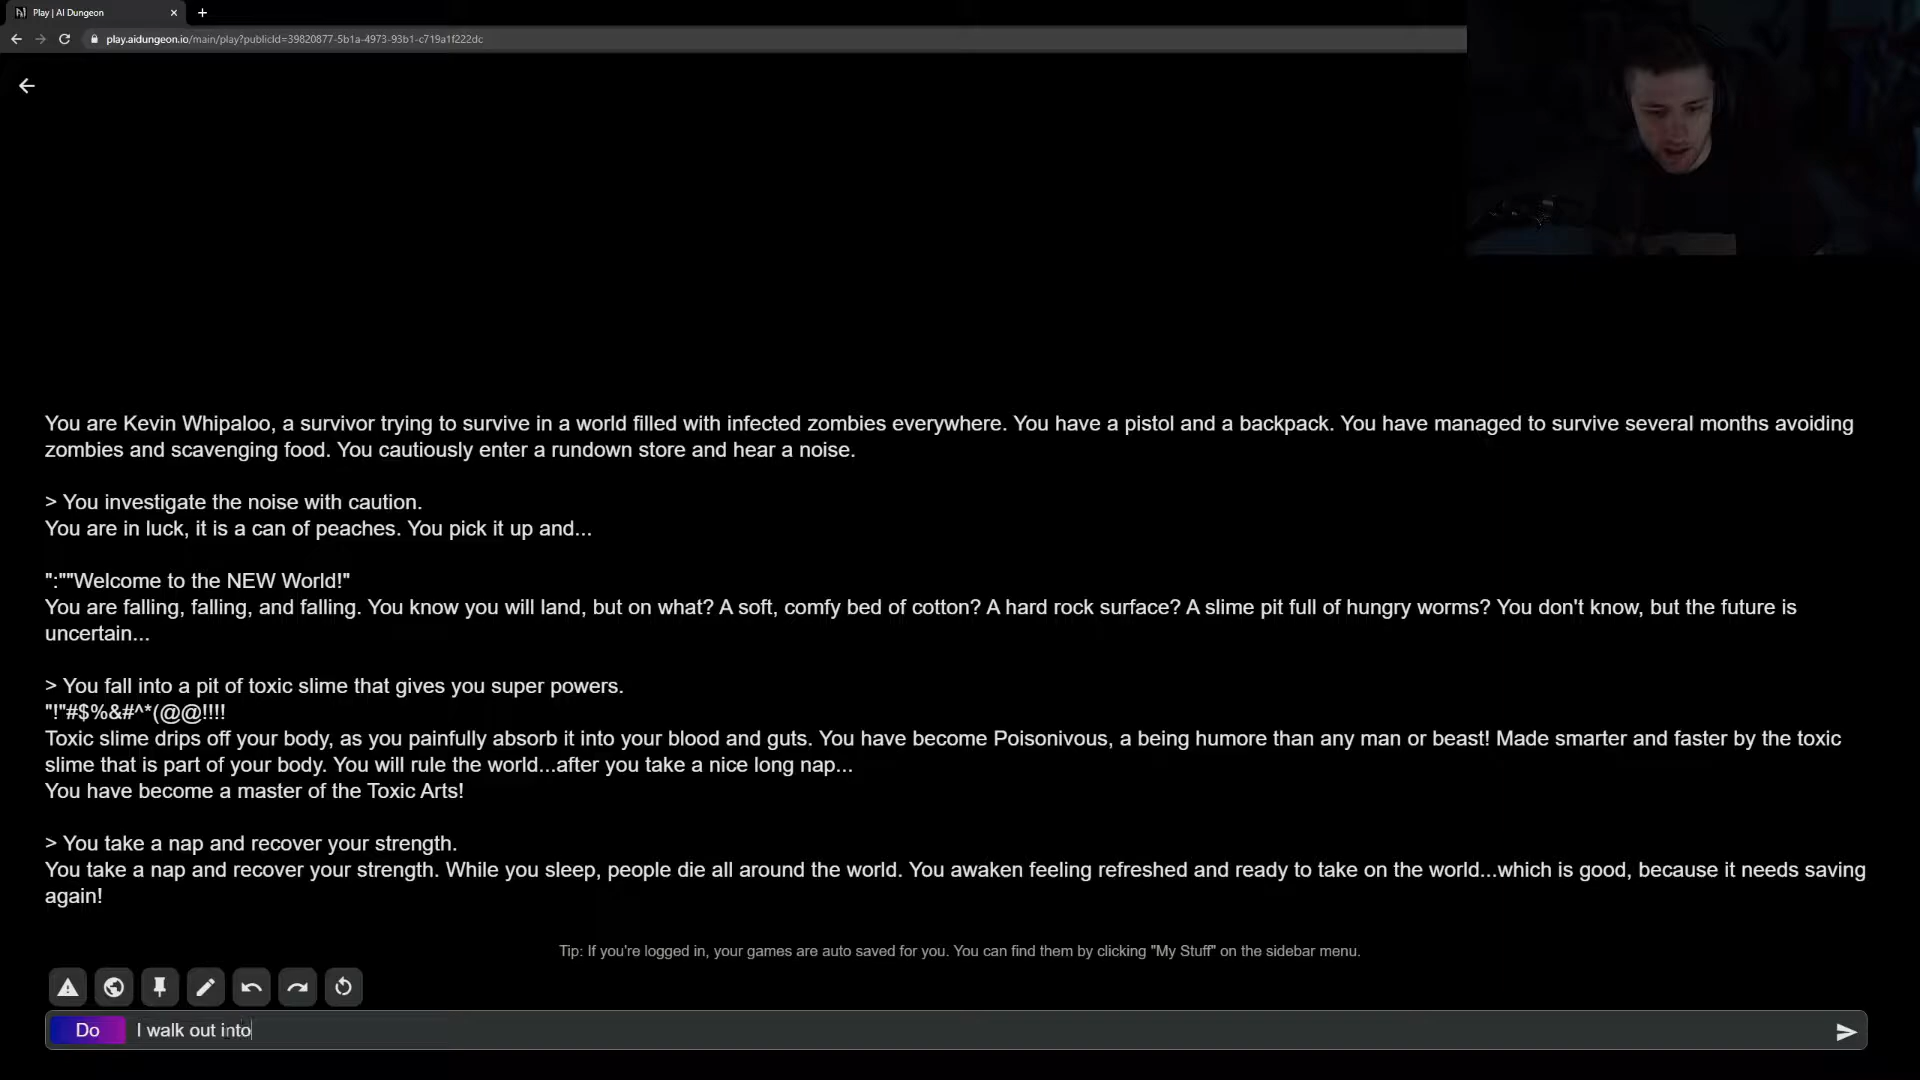 Play | AI Dungeon
play.aidungeon.io/main/play?publicId=39820877-5b1a-4973-93b1-c719a1f222dc
You are Kevin Whipaloo, a survivor trying to survive in a world filled with infected zombies everywhere. You have a pistol and a backpack. You have managed to survive several months avoiding
zombies and scavenging food. You cautiously enter a rundown store and hear a noise.
> You investigate the noise with caution.
You are in luck, it is a can of peaches. You pick it up and...
":""Welcome to the NEW World!"
You are falling, falling, and falling. You know you will land, but on what? A soft, comfy bed of cotton? A hard rock surface? A slime pit full of hungry worms? You don't know, but the future is
uncertain...
> You fall into a pit of toxic slime that gives you super powers.
"!"#$%&#^*(@@!!!!
Toxic slime drips off your body, as you painfully absorb it into your blood and guts. You have become Poisonivous, a being humore than any man or beast! Made smarter and faster by the toxic
slime that is part of your body. You will rule the world...after you take a nice long nap...
You have become a master of the Toxic Arts!
> You take a nap and recover your strength.
You take a nap and recover your strength. While you sleep, people die all around the world. You awaken feeling refreshed and ready to take on the world...which is good, because it needs saving
again!
Tip: If you're logged in, your games are auto saved for you. You can find them by clicking "My Stuff" on the sidebar menu.
Do I walk out into